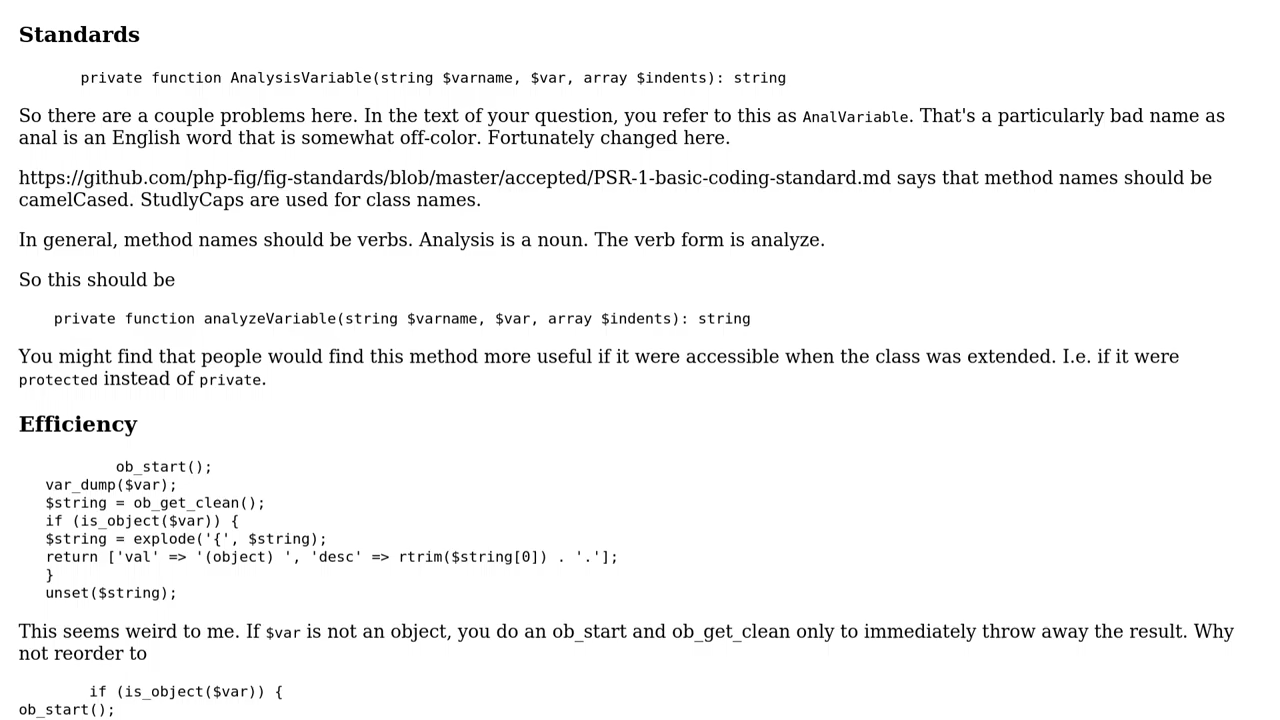 Standards
private function AnalysisVariable(string $varname, $var, array $indents): string
So there are a couple problems here. In the text of your question, you refer to this as AnalVariable. That's a particularly bad name as
anal is an English word that is somewhat off-color. Fortunately changed here.
https://github.com/php-fig/fig-standards/blob/master/accepted/PSR-1-basic-coding-standard.md says that method names should be
camelCased. StudlyCaps are used for class names.
In general, method names should be verbs. Analysis is a noun. The verb form is analyze.
So this should be
private function analyzeVariable(string $varname, $var, array $indents): string
You might find that people would find this method more useful if it were accessible when the class was extended. I.e. if it were
protected instead of private.
Efficiency
ob_start();
var_dump($var);
$string = ob_get_clean();
if (is_object($var)) {
$string = explode('{', $string);
return ['val' => '(object) ', 'desc' => rtrim($string[0]) . '.'];
}
unset($string);
This seems weird to me. If $var is not an object, you do an ob_start and ob_get_clean only to immediately throw away the result. Why
not reorder to
if (is_object($var)) {
ob_start();